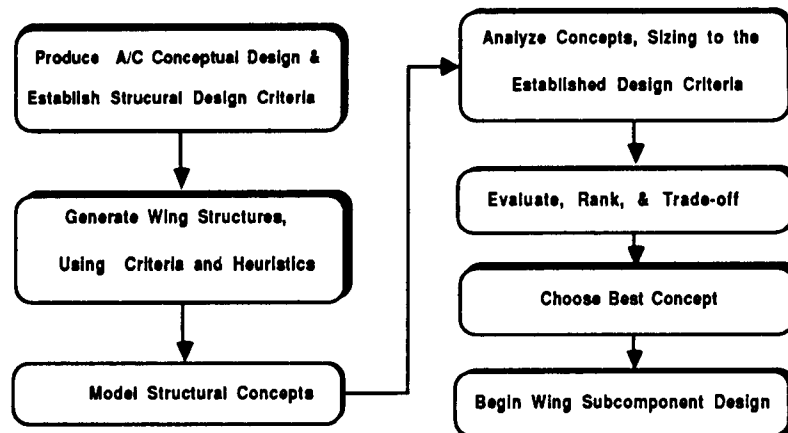 Produce A/C Conceptual Design &
Establish Strucural Design Criteria
Generate Wing Structures,
Using Criteria and Heuristics
Model Structural Concepts
Analyze Concepts, Sizing to the
Established Design Criteria
Evaluate, Rank, & Trade-off
Choose Best Concept
Begin Wing Subcomponent Design